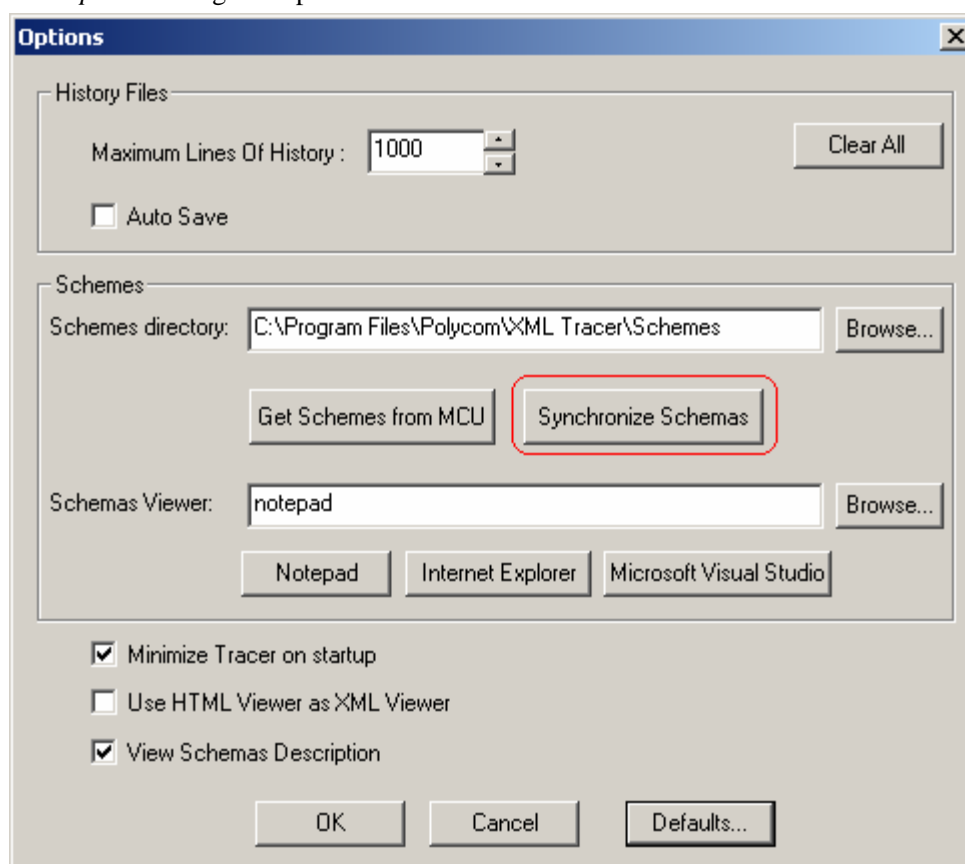 Options
History Files
Maximum Lines Of History :
1000
Clear All
Auto Save
Schemes
Schemes directory:
C:\Program Files\Polycom\XML Tracer\Schemes
Browse...
Get Schemes from MCU
Synchronize Schemas
Schemas Viewer:
notepad
Browse...
Notepad
Internet Explorer
Microsoft Visual Studio
Minimize Tracer on startup
Use HTML Viewer as XML Viewer
View Schemas Description
OK
Cancel
Defaults...